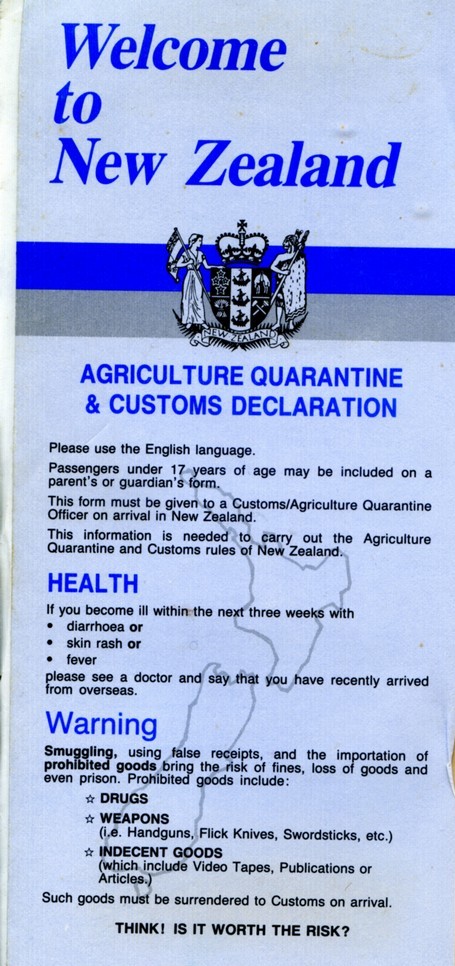 Welcome
to
New Zealand
NEW ZEALAND
AGRICULTURE QUARANTINE
& CUSTOMS DECLARATION
Please use the English language.
Passengers under 17 years of age may be included on a
parent's or guardian's form.
This form must be given to a Customs/Agriculture Quarantine
Officer on arrival in New Zealand.
This information is needed to carry out the Agriculture
Quarantine and Customs rules of New Zealand.
HEALTH
If you become ill within the next three weeks with
• diarrhoea or
• skin rash or
• fever
please see a doctor and say that you have recently arrived
from overseas.
Warning
Smuggling, using false receipts, and the importation of
prohibited goods bring the risk of fines, loss of goods and
even prison. Prohibited goods include:
☆ DRUGS
☆ WEAPONS
(i.e. Handguns, Flick Knives, Swordsticks, etc.)
☆ INDECENT GOODS
(which include Video Tapes, Publications or
Articles.)
Such goods must be surrendered to Customs on arrival.
THINK! IS IT WORTH THE RISK?